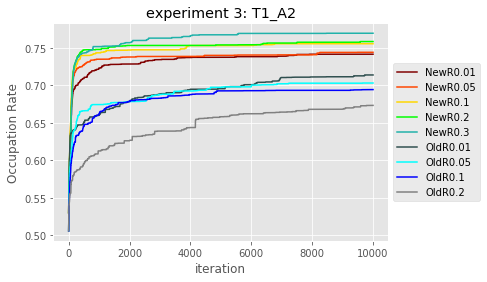 experiment 3: T1_A2
Occupation Rate
0.75
0.70
0.65
0.60
0.55
0.50
0
2000
4000
6000
8000
10000
iteration
NewR0.01
NewR0.05
NewR0.1
NewR0.2
NewR0.3
OldR0.01
OldR0.05
OldR0.1
OldR0.2